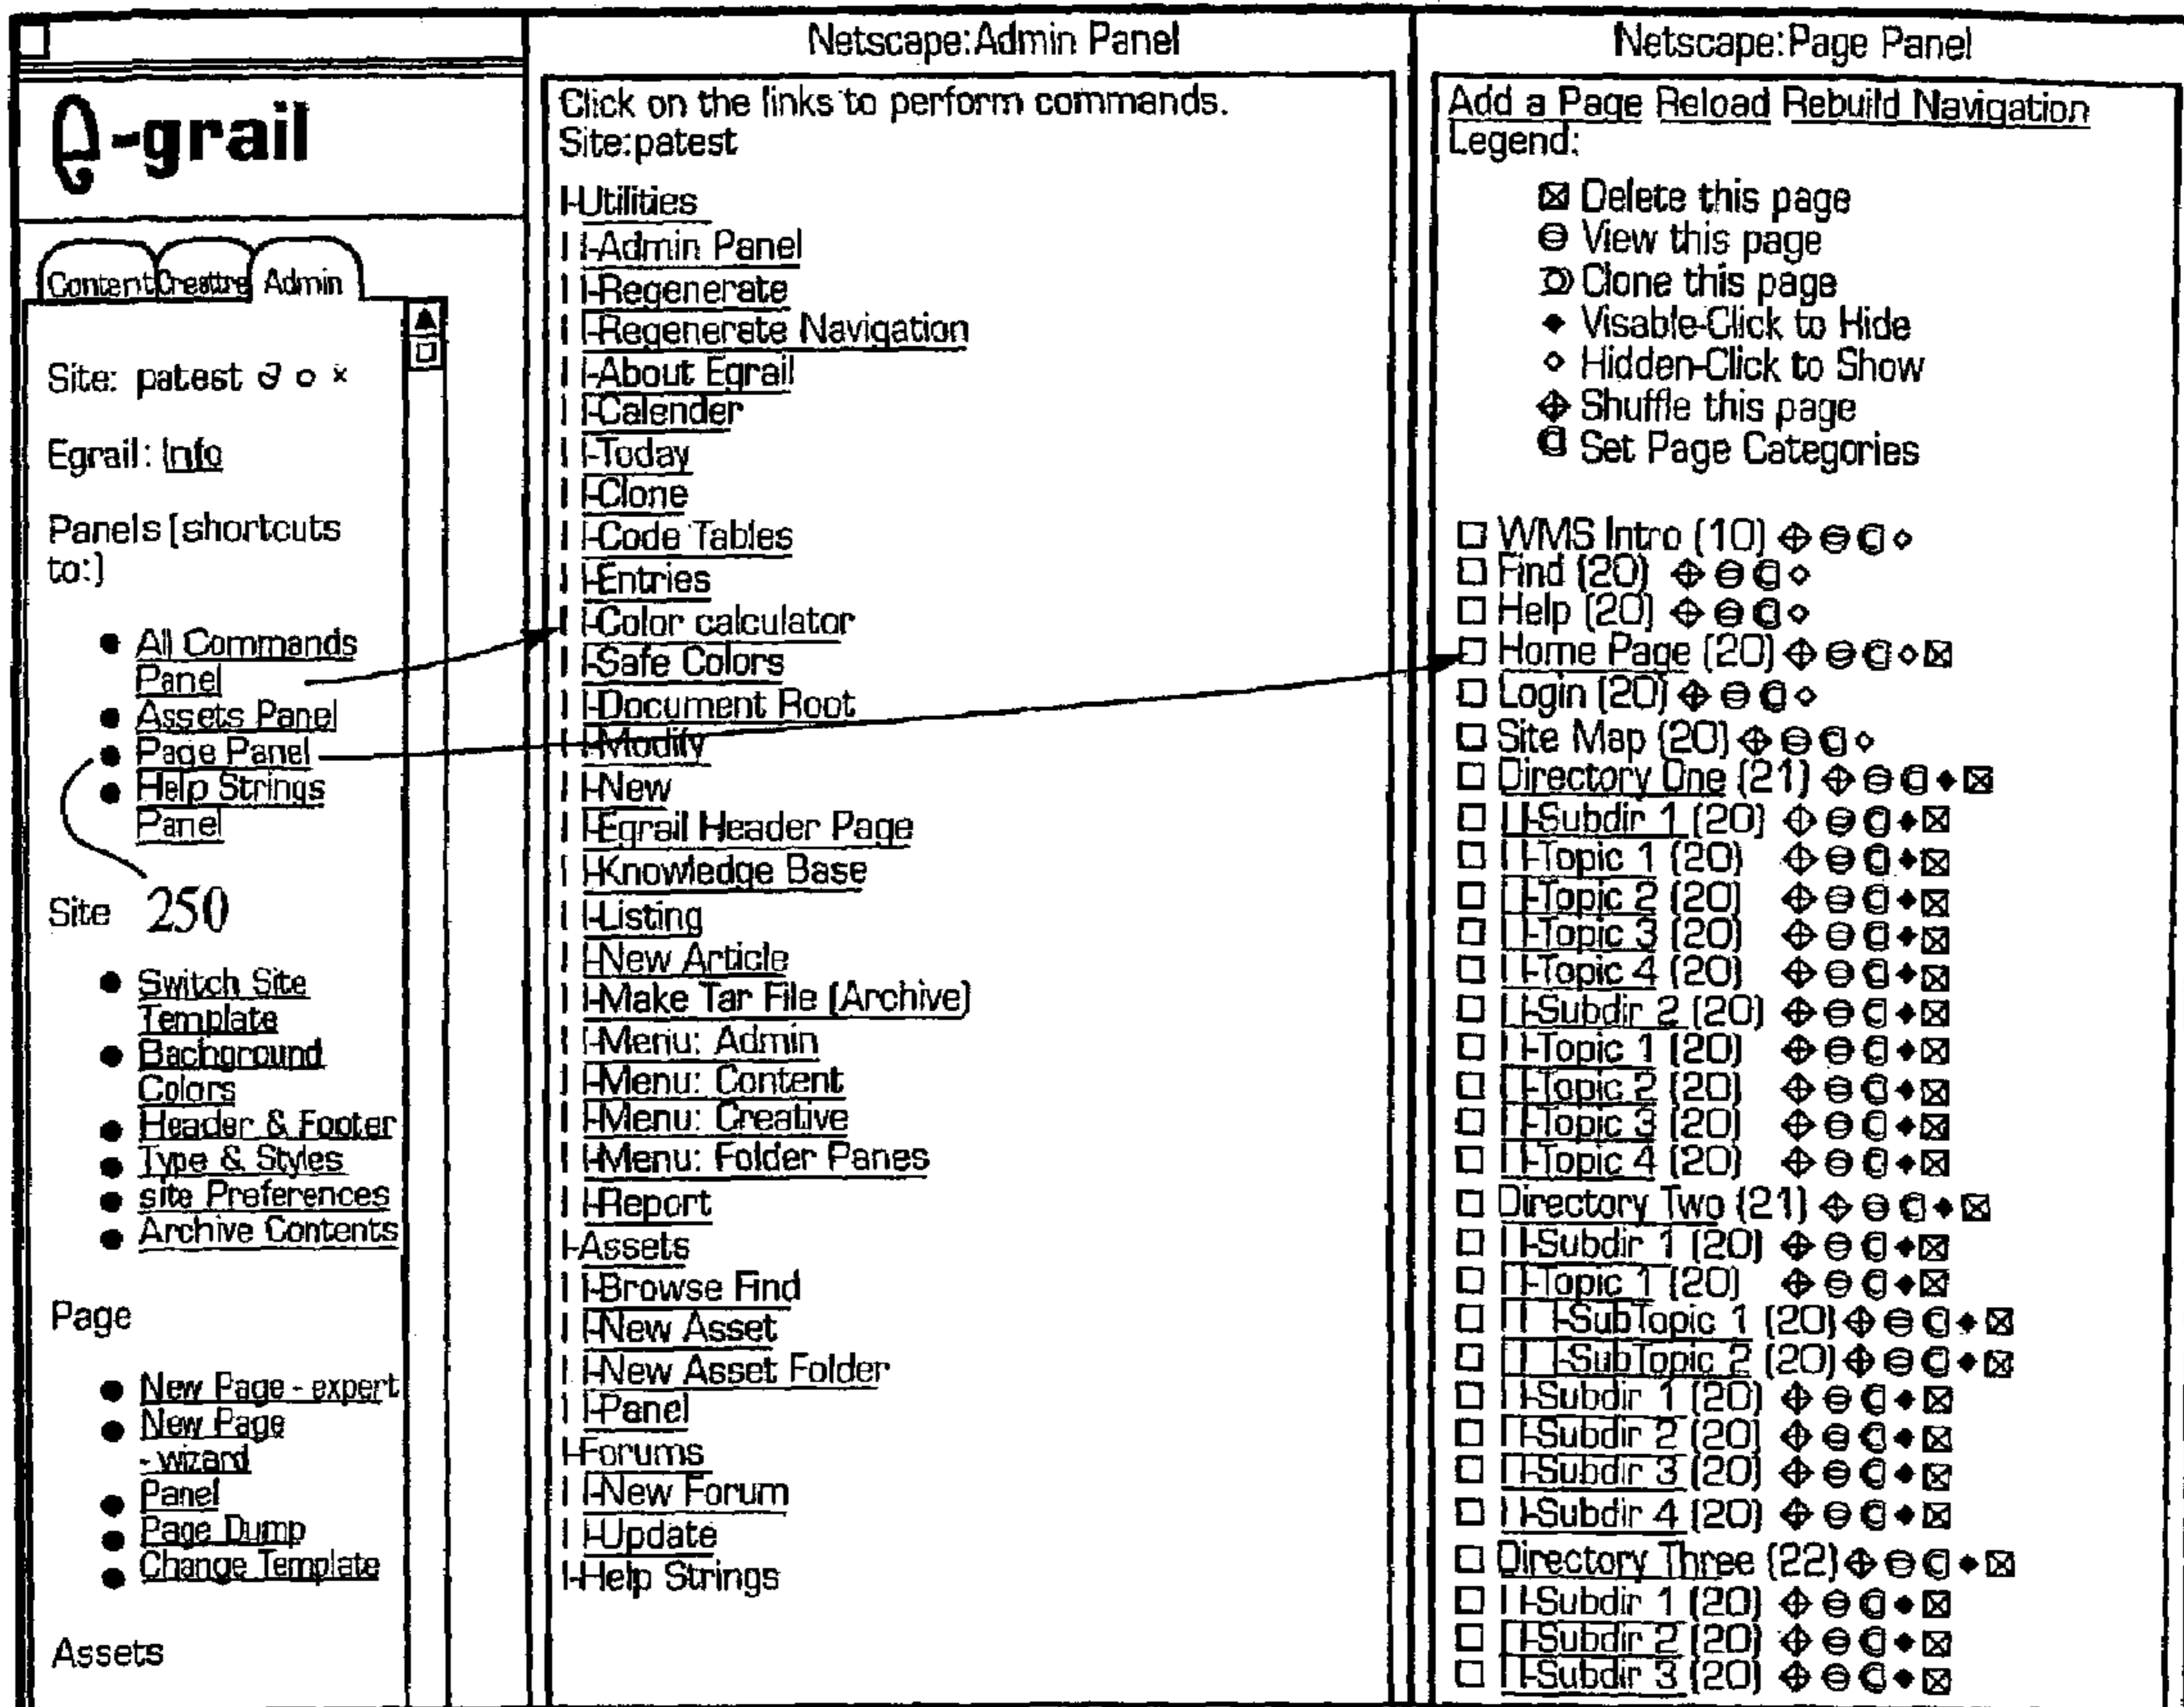 e-grail
Content Creative Admin
Site: patest
Egrail: Info
Panels (shortcuts
to:)
All Commands
Panel
Assets Panel
Page Panel
Help Strings
Panel
Site 250
Switch Site
Template
Bachground
Colors
Header & Footer
Type & Styles
site Preferences
Archive Contents
Page
New Page - expert
New Page
- wizard
Panel
Page Dump
Change Template
Assets
Netscape:Admin Panel
Click on the links to perform commands.
Site:patest
Utilities
Admin Panel
Regenerate
Regenerate Navigation
About Egrail
Calender
Today
Clone
Code Tables
Entries
Color calculator
Safe Colors
Document Root
Modify
New
Egrail Header Page
Knowledge Base
Listing
New Article
Make Tar File (Archive)
Menu: Admin
Menu: Content
Menu: Creative
Menu: Folder Panes
Report
Assets
Browse Find
New Asset
New Asset Folder
Panel
Forums
New Forum
Update
Help Strings
Netscape:Page Panel
Add a Page Reload Rebuild Navigation
Legend:
Delete this page
View this page
Clone this page
Visable-Click to Hide
Hidden-Click to Show
Shuffle this page
Set Page Categories
WMS Intro (10)
Find (20)
Help (20)
Home Page (20)
Login (20)
Site Map (20)
Directory One (21)
Subdir 1 (20)
Topic 1 (20)
Topic 2 (20)
Topic 3 (20)
Topic 4 (20)
Subdir 2 (20)
Topic 1 (20)
Topic 2 (20)
Topic 3 (20)
Topic 4 (20)
Directory Two (21)
Subdir 1 (20)
Topic 1 (20)
SubTopic 1 (20)
SubTopic 2 (20)
Subdir 1 (20)
Subdir 2 (20)
Subdir 3 (20)
Subdir 4 (20)
Directory Three (22)
Subdir 1 (20)
Subdir 2 (20)
Subdir 3 (20)